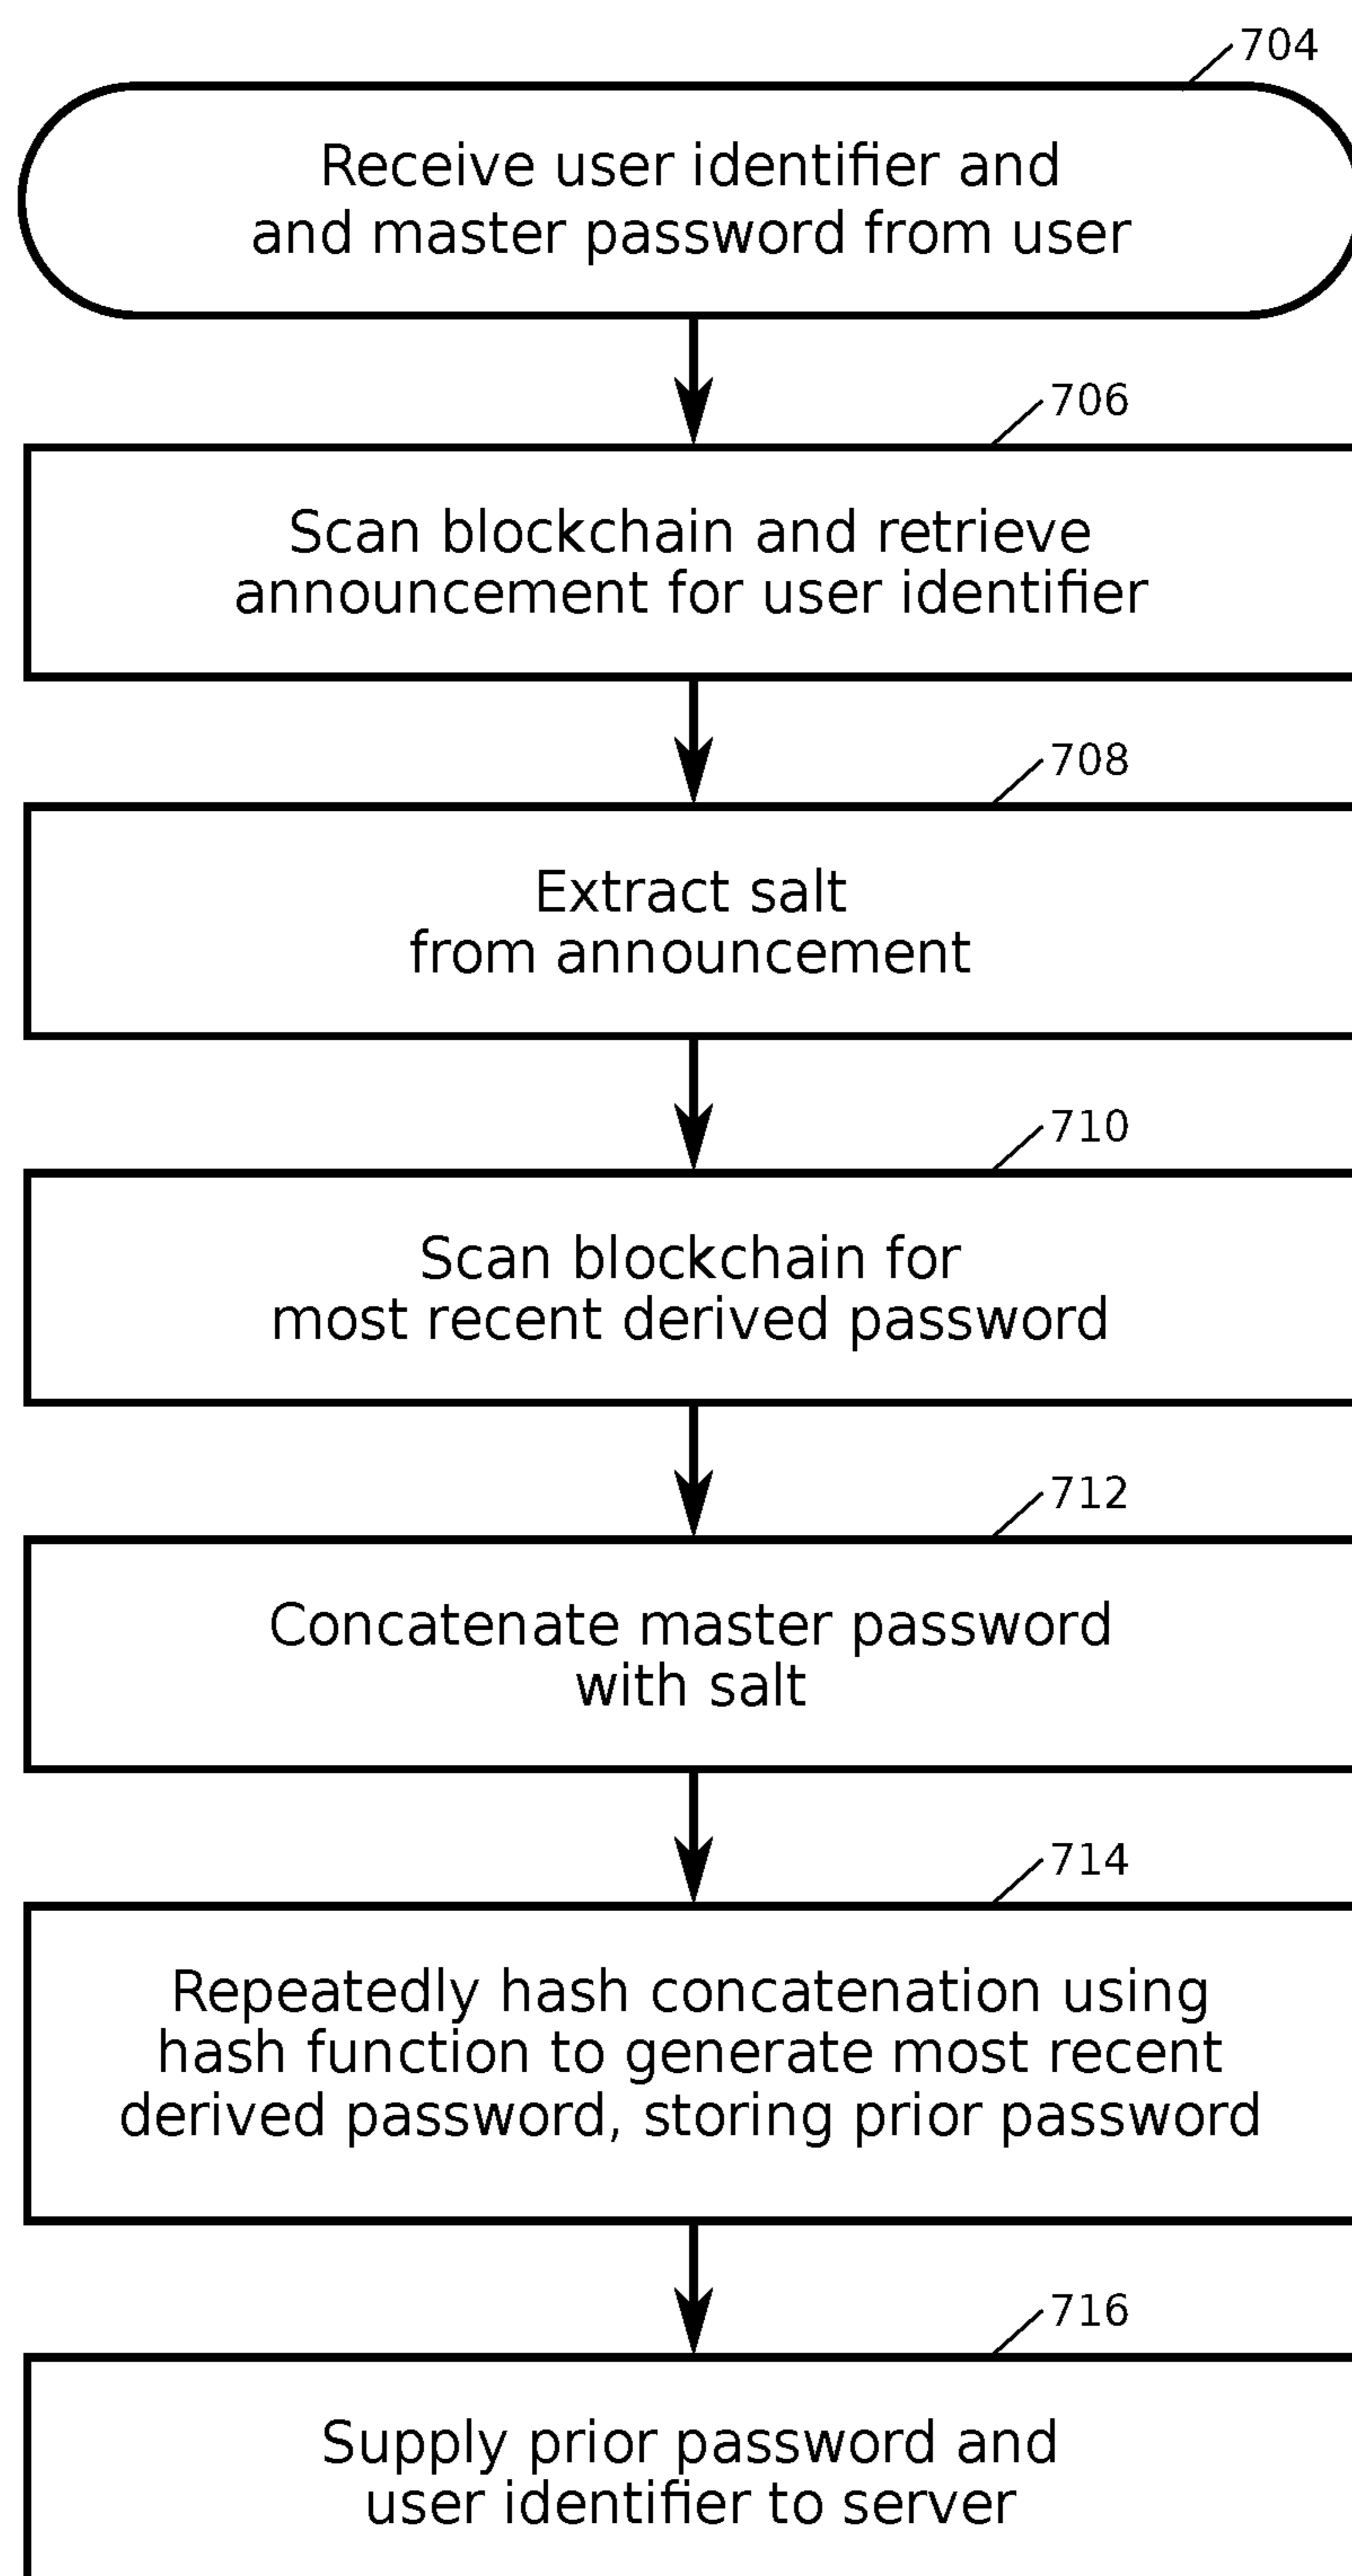 704
Receive user identifier and
and master password from user
706
Scan blockchain and retrieve
announcement for user identifier
708
Extract salt
from announcement
710
Scan blockchain for
most recent derived password
712
Concatenate master password
with salt
714
Repeatedly hash concatenation using
hash function to generate most recent
derived password, storing prior password
716
Supply prior password and
user identifier to server